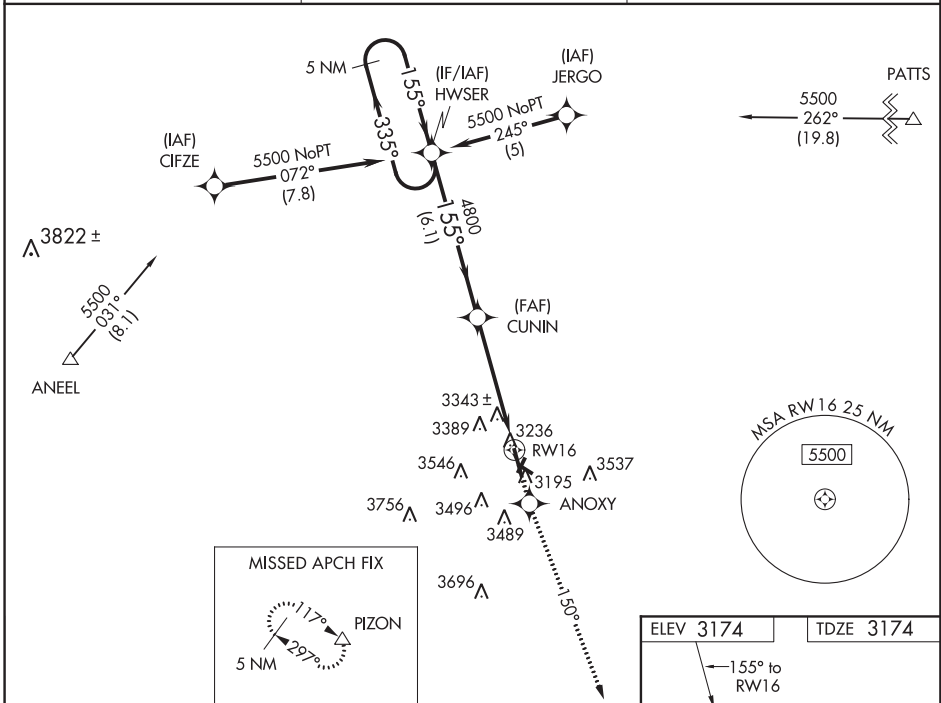 5 NM
155°
335°
(IF/IAF)
HWSER
(IAF)
JERGO
5500 NoPT
245°
(5)
PATTS
5500
262°
(19.8)
(IAF)
CIFZE
5500 NoPT
072°
(7.8)
4800
155°
(6.1)
3822 ±
5500
031°
(8.1)
ANEEL
(FAF)
CUNIN
3343 ±
3389
3236
RW16
3546
3195
3537
3756
3496
ANOXY
3489
3696
150°
MSA RW16 25 NM
5500
MISSED APCH FIX
117°
297°
5 NM
PIZON
ELEV 3174
TDZE 3174
155° to
RW16